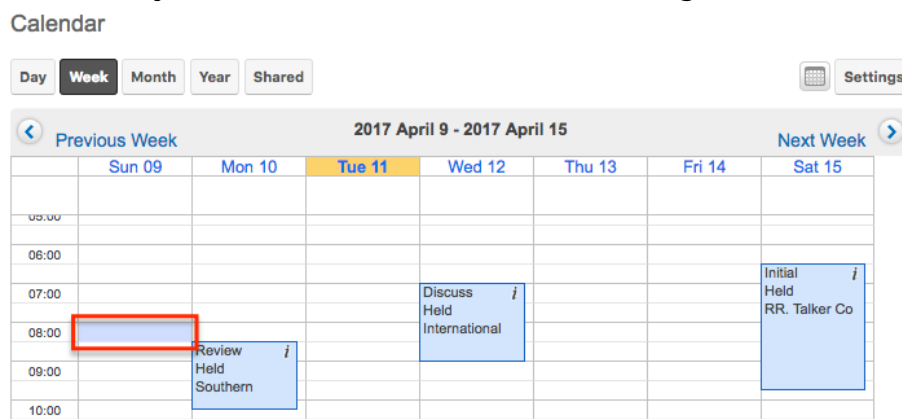 Calendar
Day Week Month Year Shared Settings
Previous Week 2017 April 9 - 2017 April 15 Next Week
Sun 09 Mon 10 Tue 11 Wed 12 Thu 13 Fri 14 Sat 15
05:00
06:00
Initial i
07:00 Discuss i Held
Held RR. Talker Co
08:00 International
Review i
09:00 Held
Southern
10:00